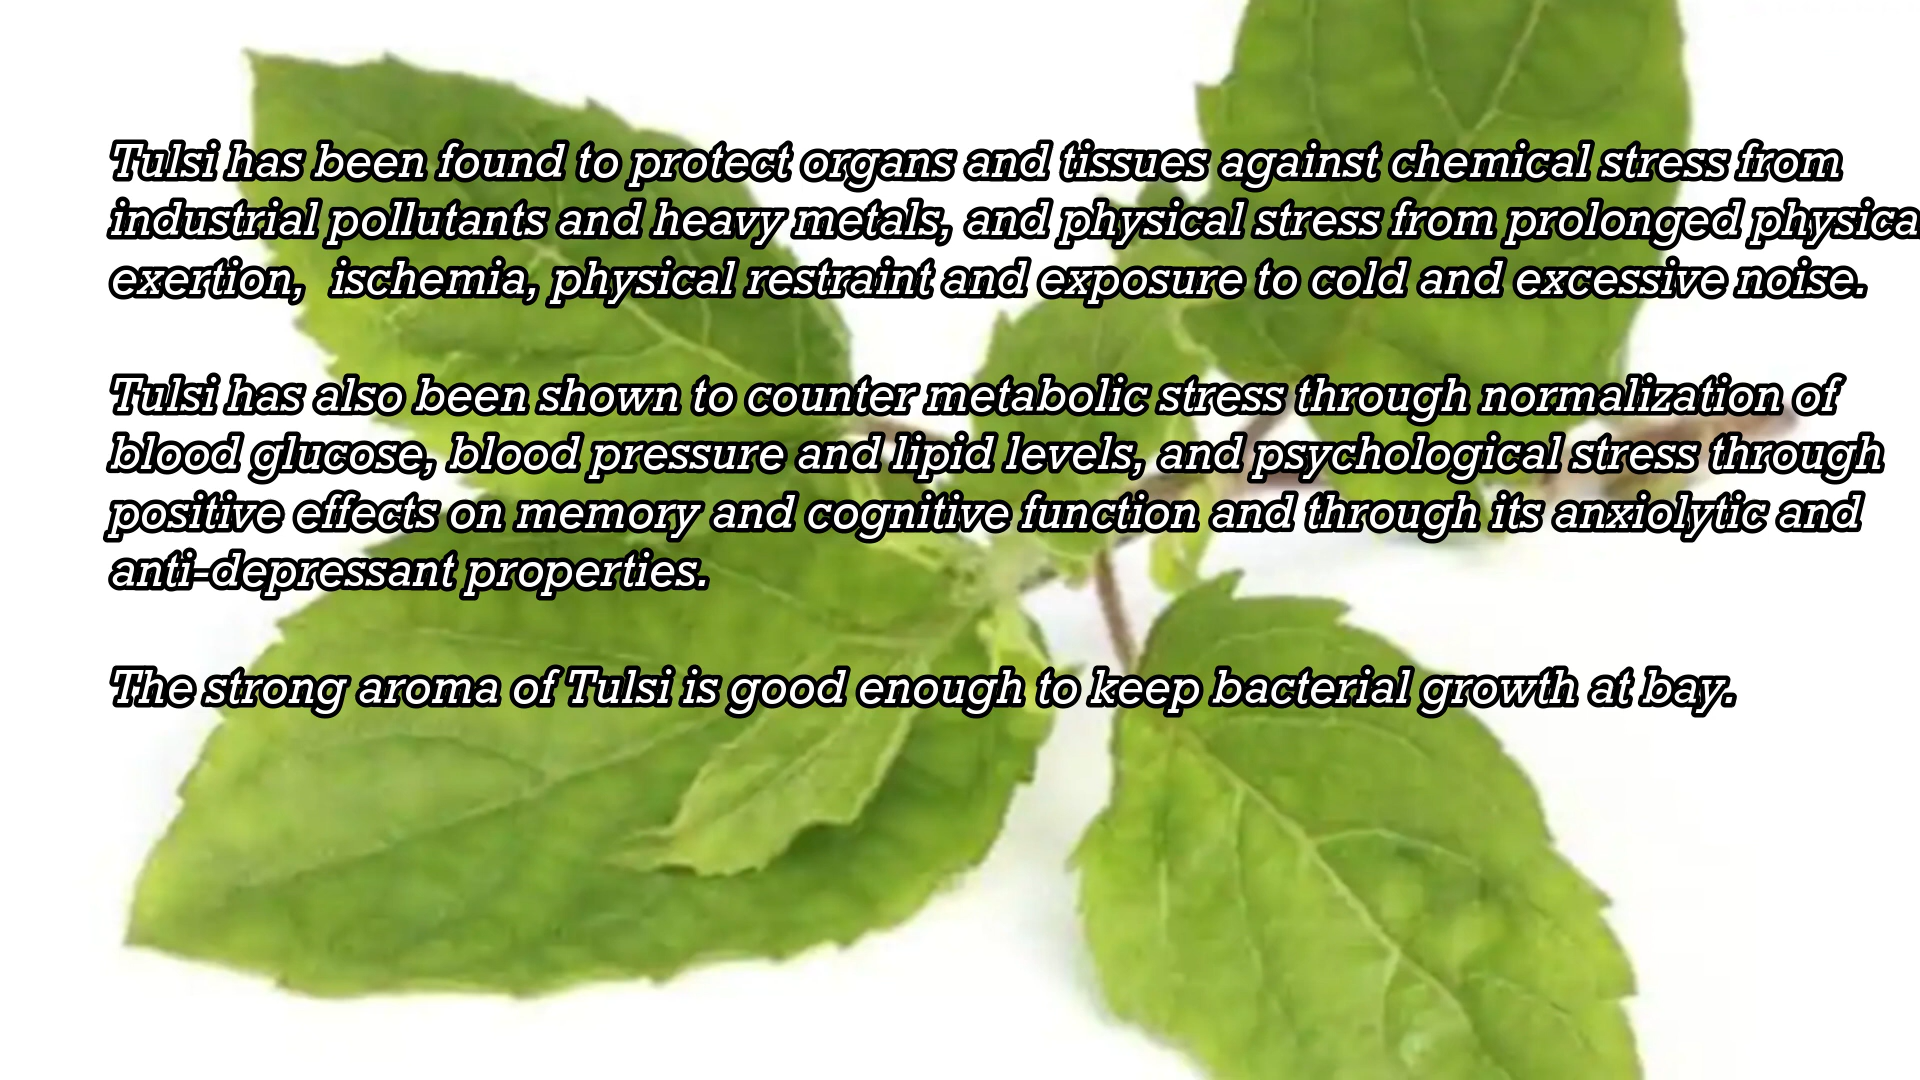 Tulsi has been found to protect organs and tissues against chemical stress from
industrial pollutants and heavy metals, and physical stress from prolonged physica
exertion,  ischemia, physical restraint and exposure to cold and excessive noise.
Tulsi has also been shown to counter metabolic stress through normalization of
blood glucose, blood pressure and lipid levels, and psychological stress through
positive effects on memory and cognitive function and through its anxiolytic and
anti-depressant properties.
The strong aroma of Tulsi is good enough to keep bacterial growth at bay.